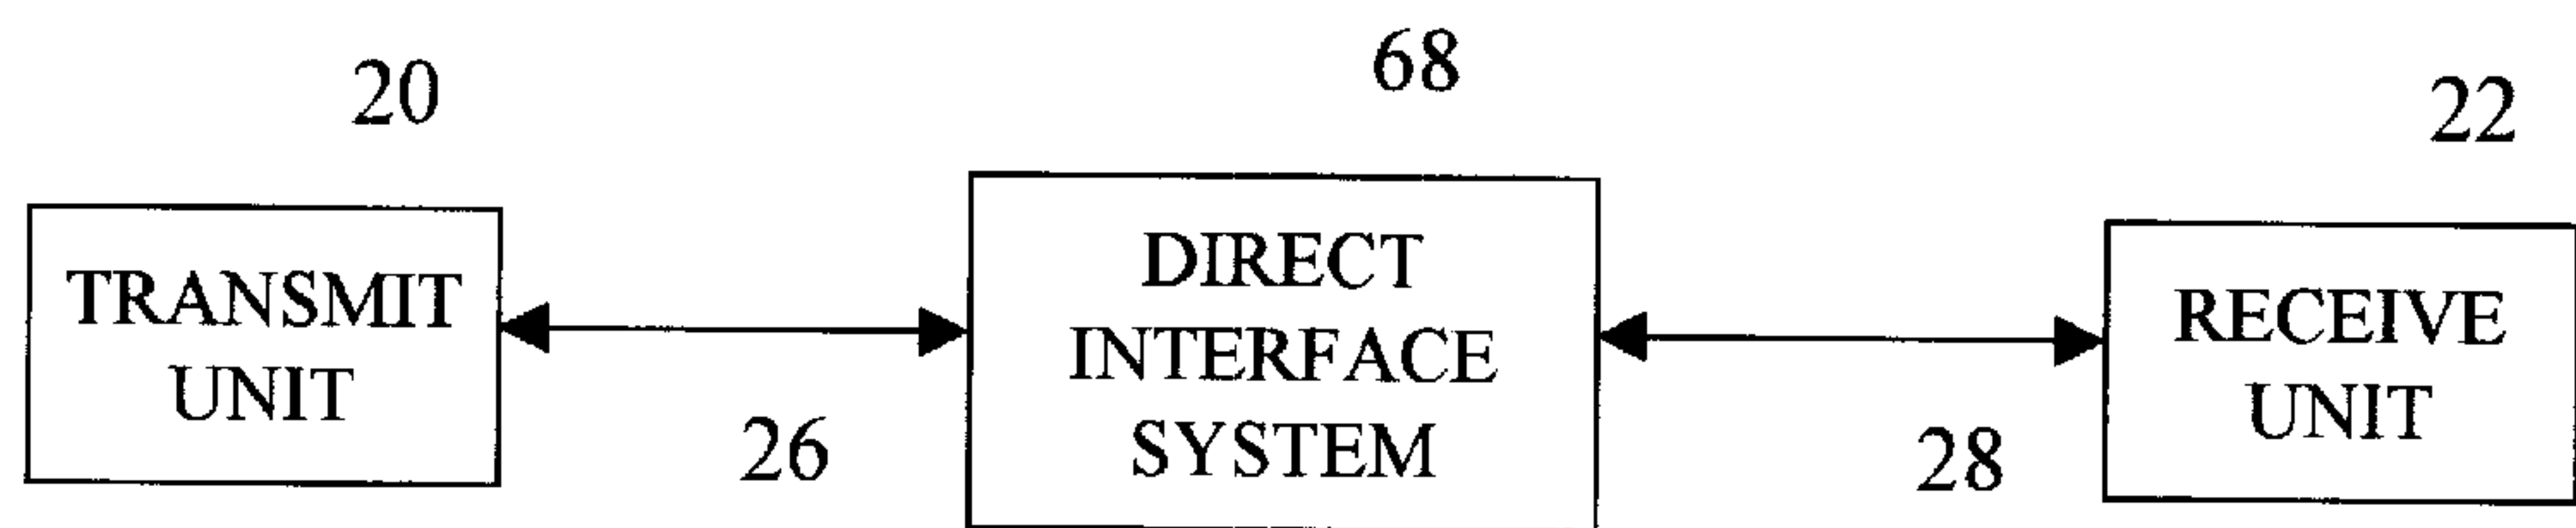 20
68
22
TRANSMIT
UNIT
DIRECT
INTERFACE
SYSTEM
RECEIVE
UNIT
26
28